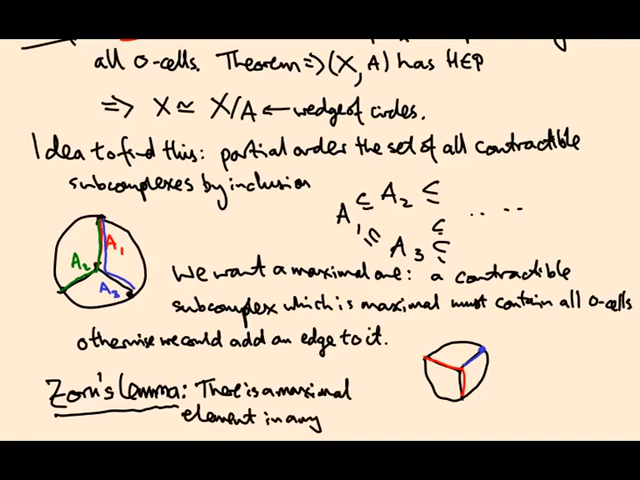 all 0-cells. Theorem ⇒ (X, A) has HEP
⇒ X ≃ X/A ← wedge of circles.
Idea to find this: partial order the set of all contractible
subcomplexes by inclusion
A₁ ⊆ A₂ ⊆ .. ..
⊆ A₃ ⊆ ⊆
A₁
A₂
A₃
We want a maximal one: a contractible
subcomplex which is maximal must contain all 0-cells
otherwise we could add an edge to it.
Zorn's Lemma: There is a maximal
element in any